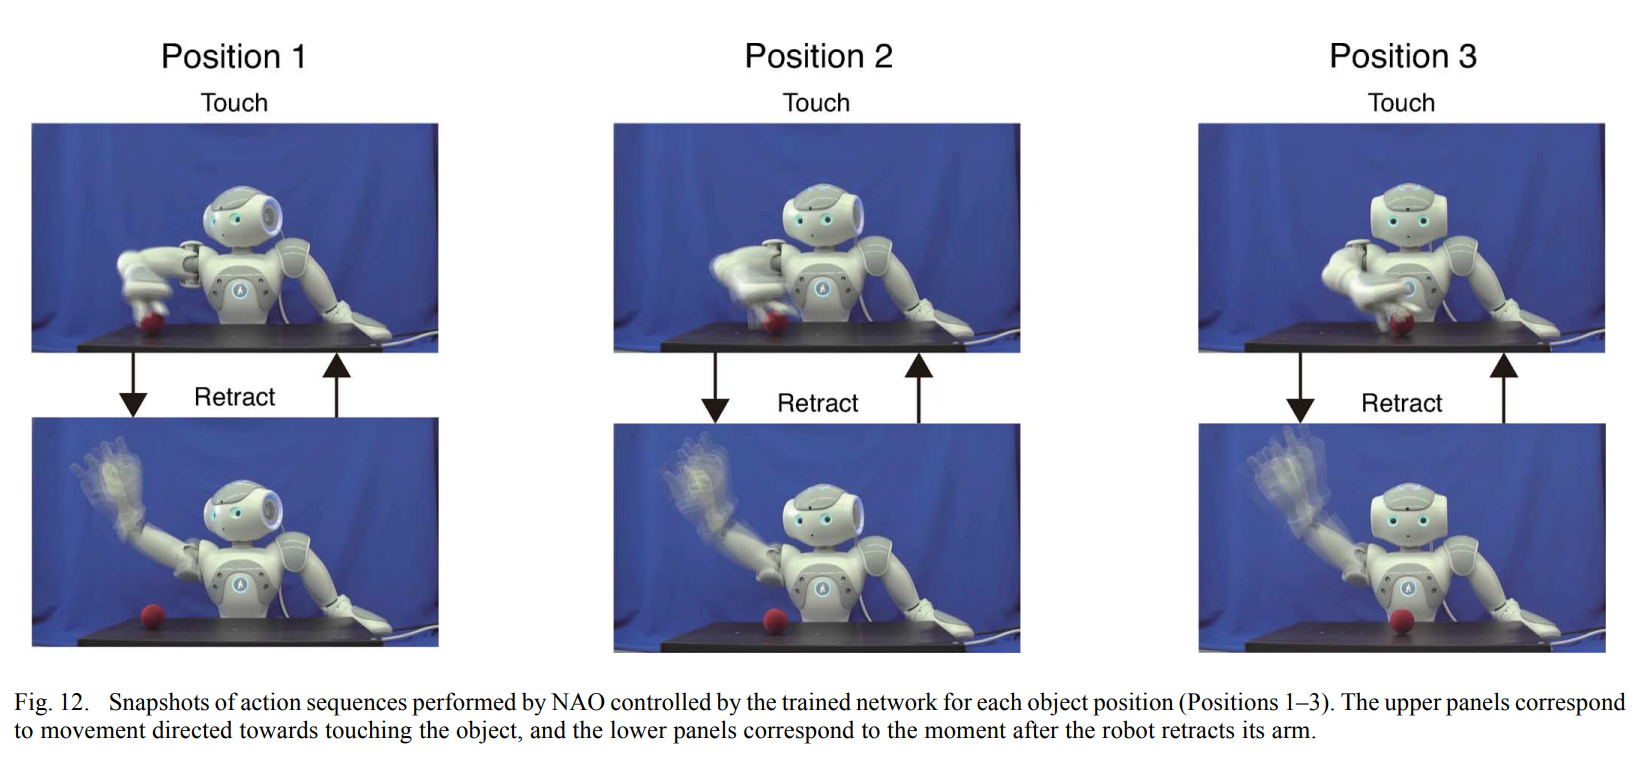 Position 1
Position 2
Position 3
Touch
Touch
Touch
Retract
Retract
Retract
Fig. 12. Snapshots of action sequences performed by NAO controlled by the trained network for each object position (Positions 1–3). The upper panels correspond
to movement directed towards touching the object, and the lower panels correspond to the moment after the robot retracts its arm.